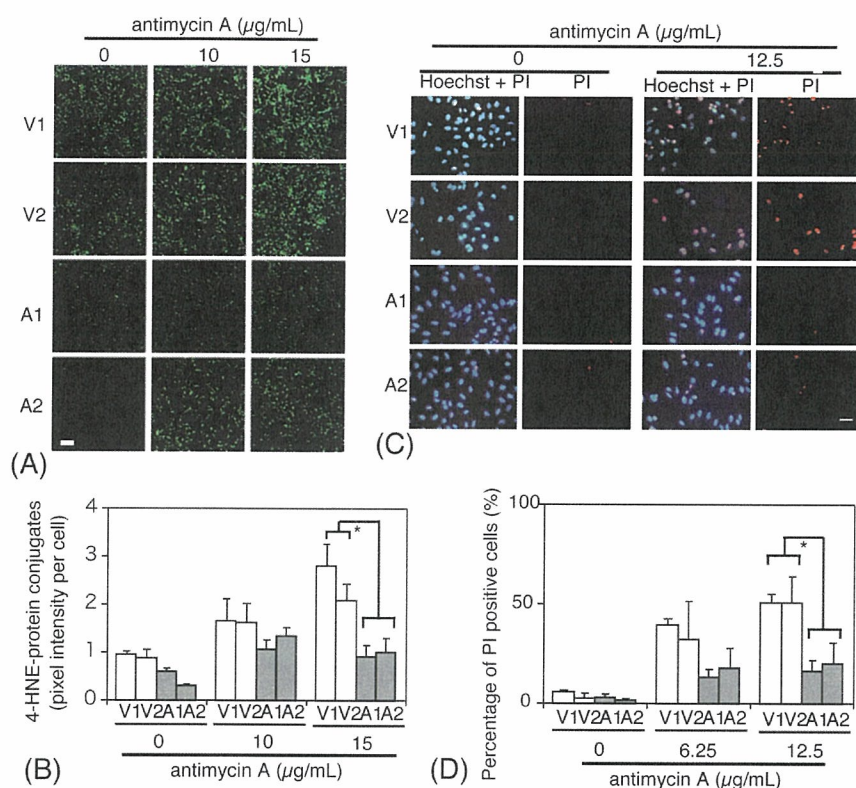 antimycin A (µg/mL)
0 10 15
V1
V2
A1
A2
(A)
antimycin A (µg/mL)
0 12.5
Hoechst + PI PI Hoechst + PI PI
V1
V2
A1
A2
(C)
4-HNE-protein conjugates
(pixel intensity per cell)
4
3
2
1
0
*
V1V2A1A2 V1V2A1A2 V1V2A1A2
0 10 15
antimycin A (µg/mL)
(B)
Percentage of PI positive cells (%)
100
50
0
*
V1V2A1A2 V1V2A1A2 V1V2A1A2
0 6.25 12.5
antimycin A (µg/mL)
(D)